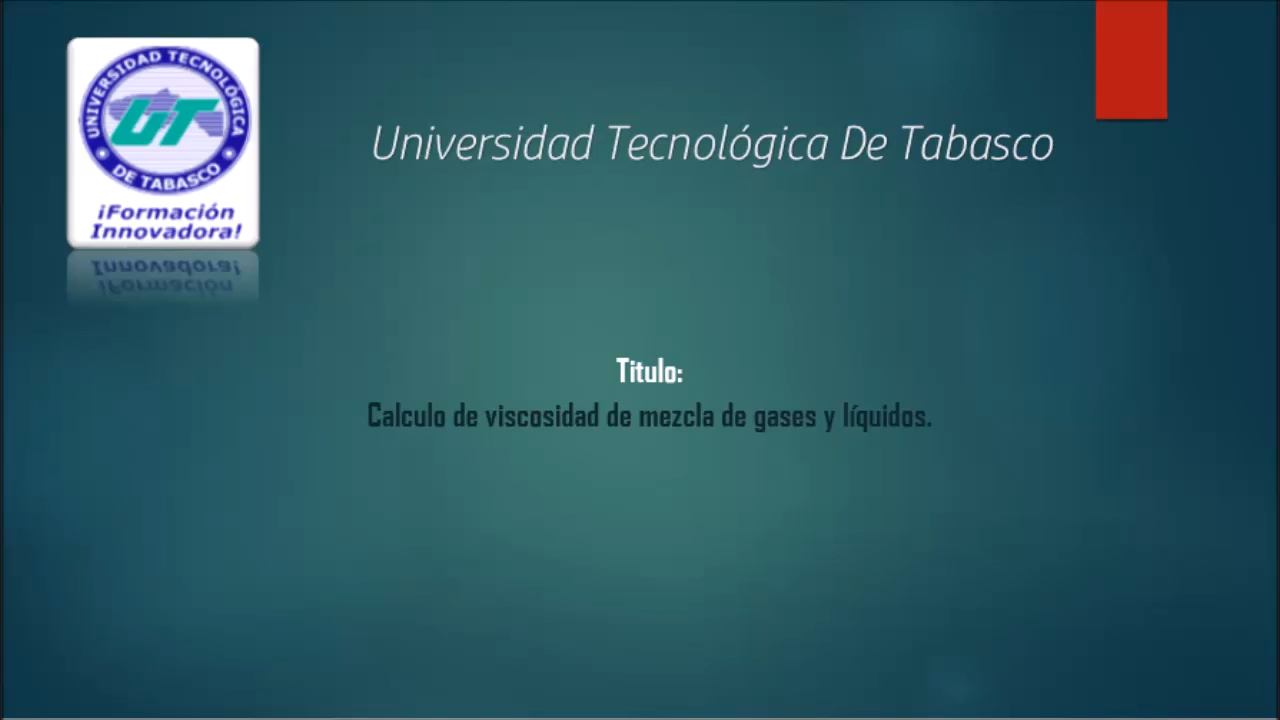 UNIVERSIDAD TECNOLÓGICA
UT
DE TABASCO
¡Formación
Innovadora!
Universidad Tecnológica De Tabasco
Titulo:
Calculo de viscosidad de mezcla de gases y líquidos.